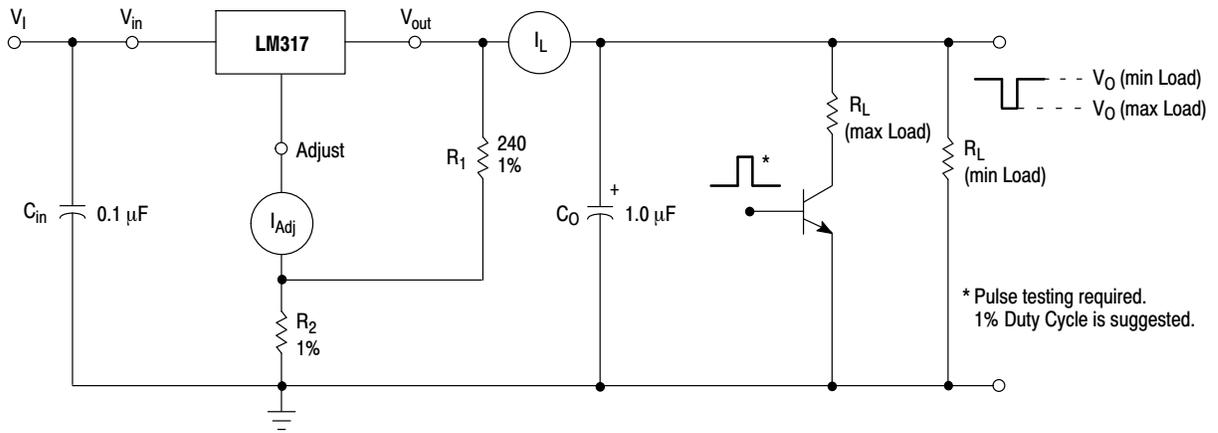 V_I
V_in
LM317
V_out
I_L
V_O (min Load)
V_O (max Load)
R_L
(max Load)
R_L
(min Load)
Adjust
R_1
240
1%
*
C_in
0.1 μF
I_Adj
+
C_O
1.0 μF
R_2
1%
* Pulse testing required.
1% Duty Cycle is suggested.